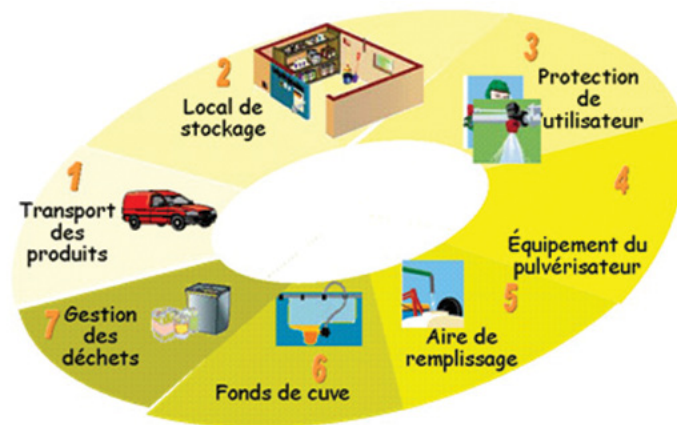 1
Transport
des
produits
2
Local de
stockage
3
Protection
de
utilisateur
4
Équipement du
pulvérisateur
5
Aire de
remplissage
6
Fonds de cuve
7 Gestion
des
déchets